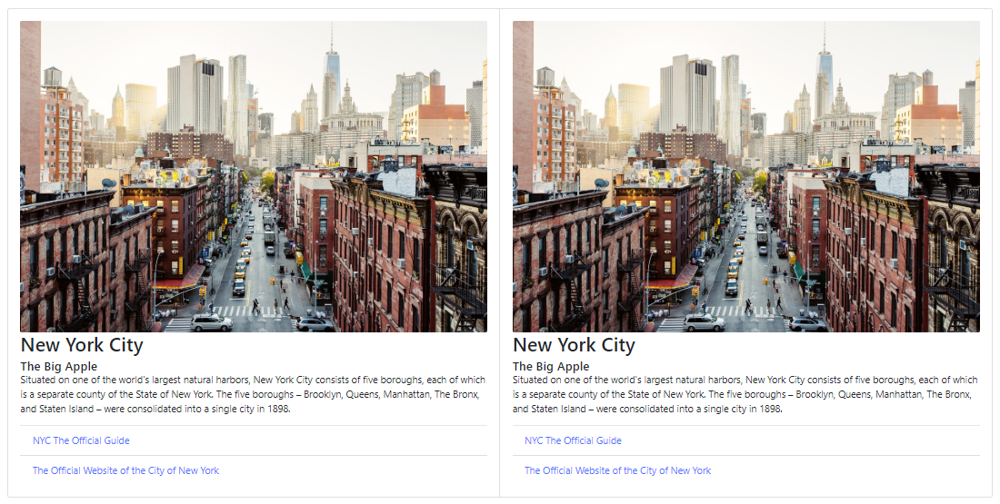 New York City
The Big Apple
Situated on one of the world's largest natural harbors, New York City consists of five boroughs, each of which
is a separate county of the State of New York. The five boroughs – Brooklyn, Queens, Manhattan, The Bronx,
and Staten Island – were consolidated into a single city in 1898.
NYC The Official Guide
The Official Website of the City of New York
New York City
The Big Apple
Situated on one of the world's largest natural harbors, New York City consists of five boroughs, each of which
is a separate county of the State of New York. The five boroughs – Brooklyn, Queens, Manhattan, The Bronx,
and Staten Island – were consolidated into a single city in 1898.
NYC The Official Guide
The Official Website of the City of New York